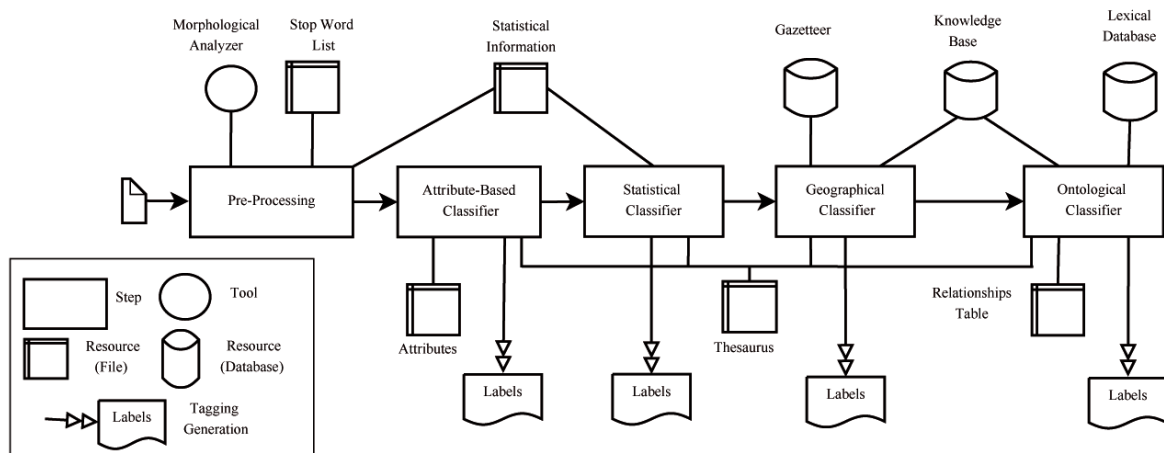 Morphological
Analyzer
Stop Word
List
Statistical
Information
Gazetteer
Knowledge
Base
Lexical
Database
Pre-Processing
Attribute-Based
Classifier
Statistical
Classifier
Geographical
Classifier
Ontological
Classifier
Attributes
Thesaurus
Relationships
Table
Labels
Labels
Labels
Labels
Step
Tool
Resource
(File)
Resource
(Database)
Labels
Tagging
Generation